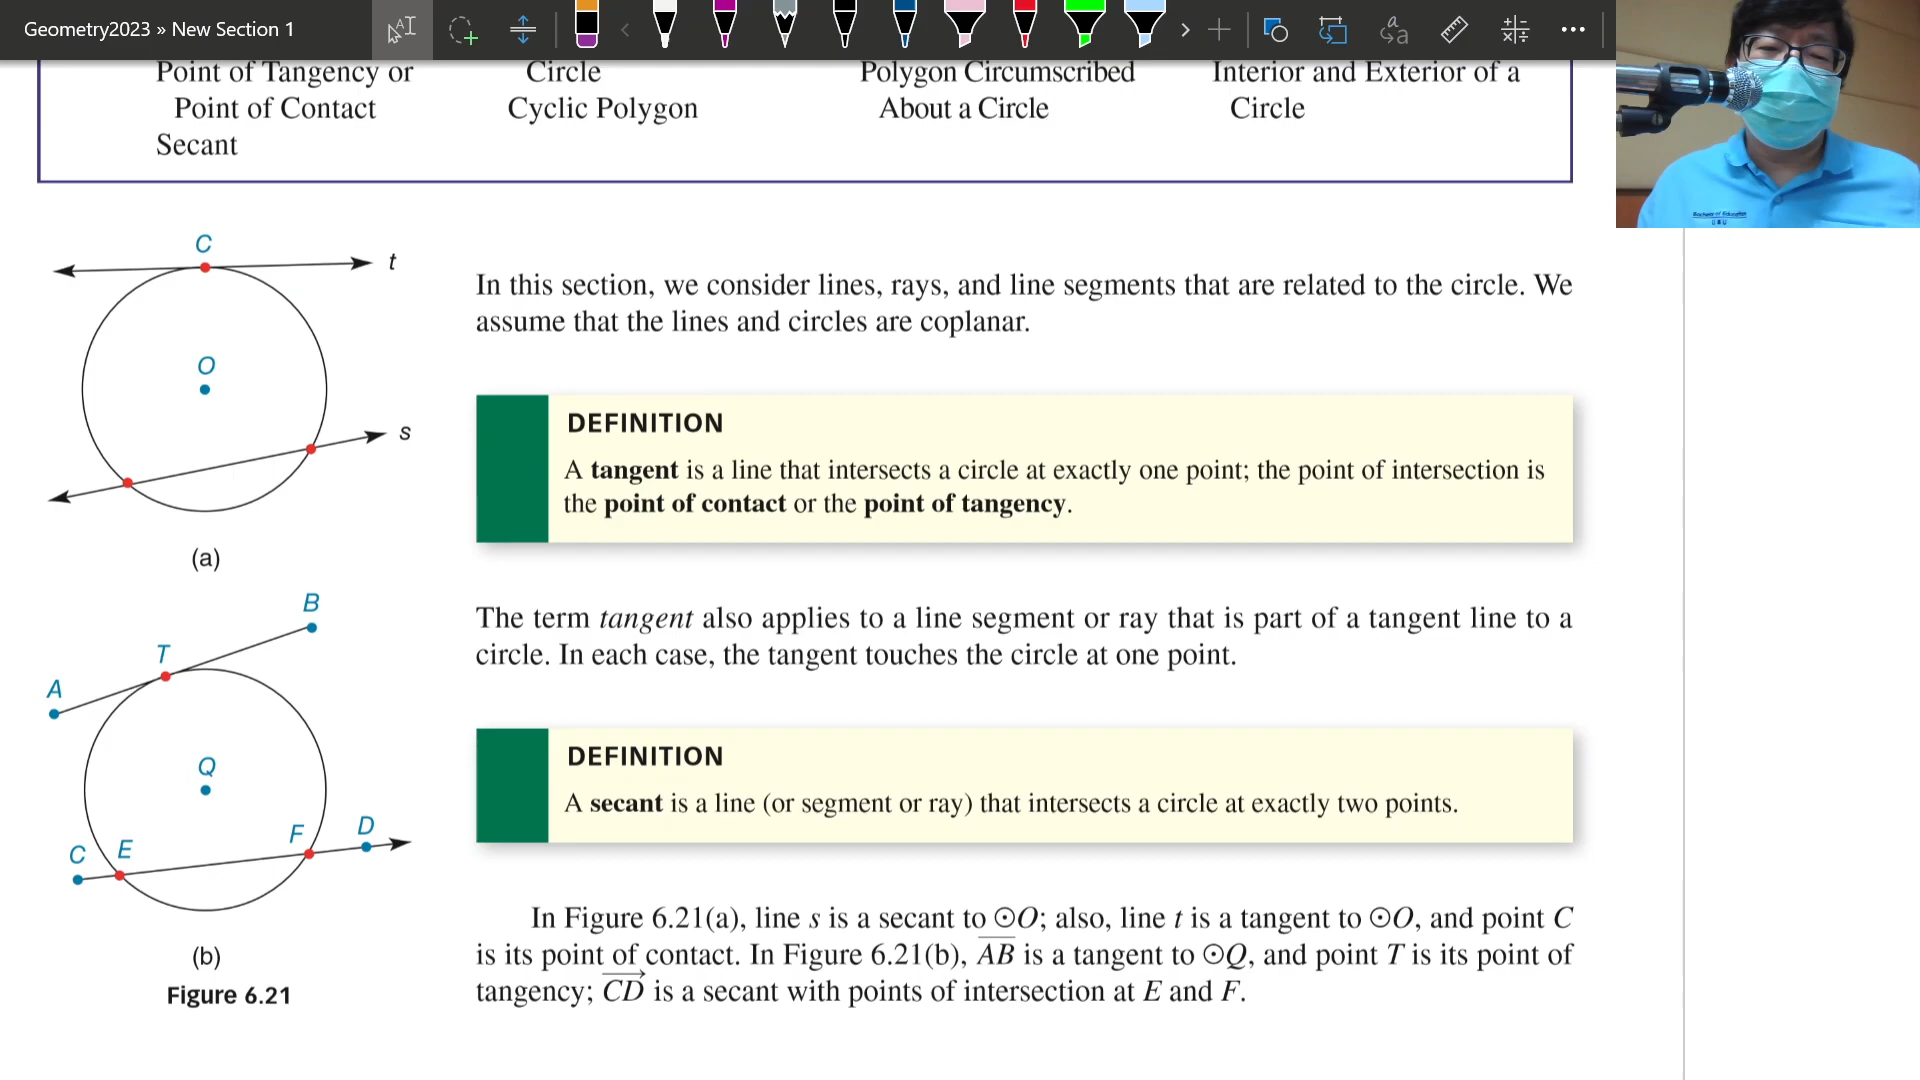 Geometry2023 » New Section 1
Point of Tangency or
Point of Contact
Secant
Circle
Cyclic Polygon
Polygon Circumscribed
About a Circle
Interior and Exterior of a
Circle
C
t
O
s
(a)
In this section, we consider lines, rays, and line segments that are related to the circle. We
assume that the lines and circles are coplanar.
DEFINITION
A tangent is a line that intersects a circle at exactly one point; the point of intersection is
the point of contact or the point of tangency.
B
T
A
Q
C E F D
(b)
Figure 6.21
The term tangent also applies to a line segment or ray that is part of a tangent line to a
circle. In each case, the tangent touches the circle at one point.
DEFINITION
A secant is a line (or segment or ray) that intersects a circle at exactly two points.
In Figure 6.21(a), line s is a secant to ⊙O; also, line t is a tangent to ⊙O, and point C
is its point of contact. In Figure 6.21(b), A̅B̅ is a tangent to ⊙Q, and point T is its point of
tangency; C⃗D⃗ is a secant with points of intersection at E and F.
Bachelor of Education
UBU